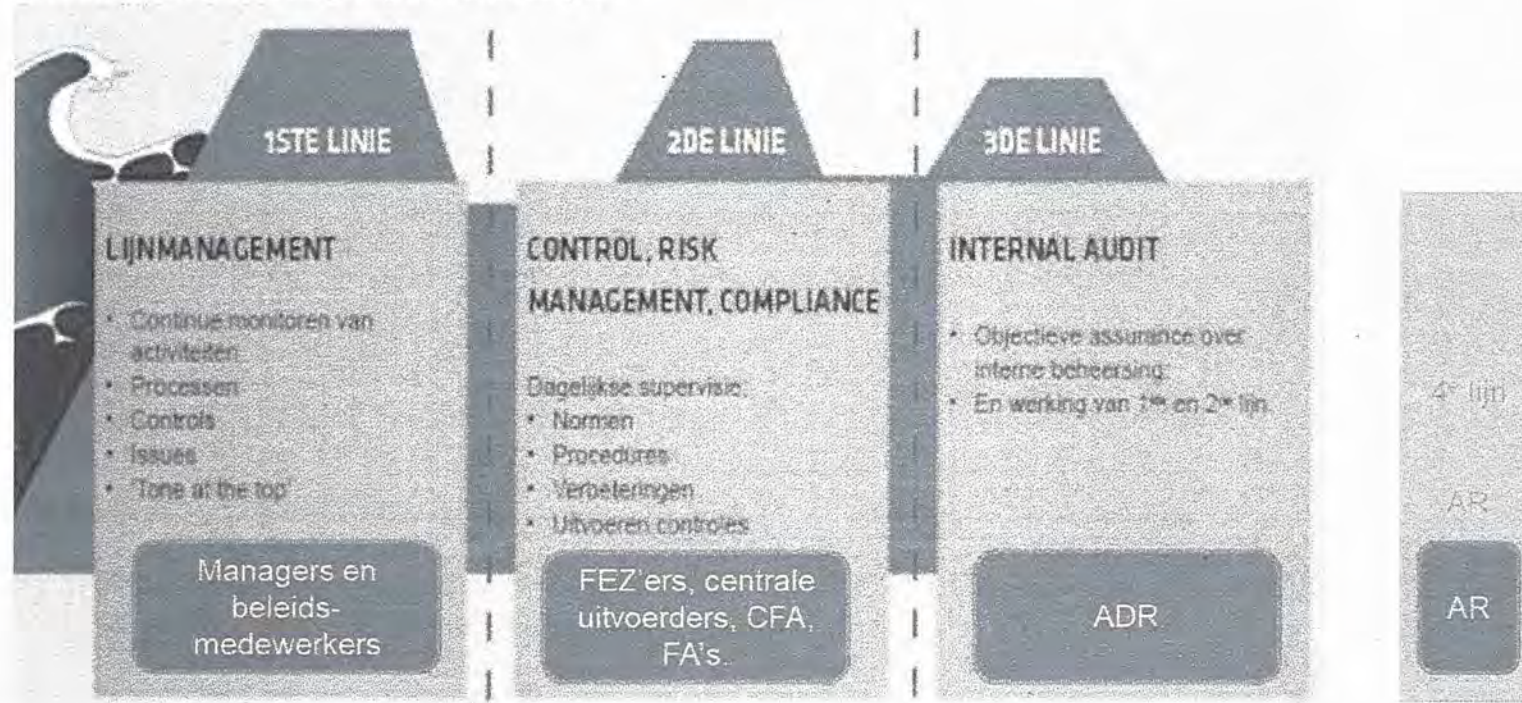 1STE LINIE
LIJNMANAGEMENT
• Continue monitoren van
activiteiten
• Processen
• Controls
• Issues
• 'Tone at the top'
Managers en
beleids-
medewerkers
2DE LINIE
CONTROL, RISK
MANAGEMENT, COMPLIANCE
Dagelijkse supervisie:
• Normen
• Procedures
• Verbeteringen
• Uitvoeren controles
FEZ'ers, centrale
uitvoerders, CFA,
FA's.
3DE LINIE
INTERNAL AUDIT
• Objectieve assurance over
interne beheersing;
• En werking van 1ste en 2de lijn.
ADR
4e lijn
AR
AR